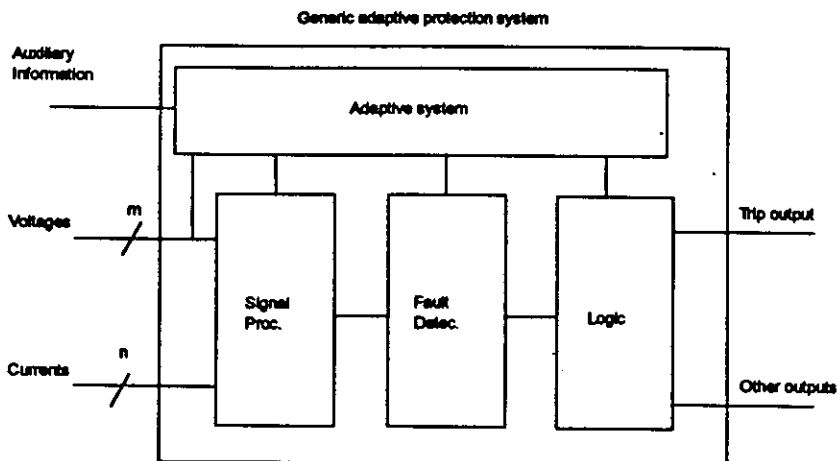 Generic adaptive protection system
Auxiliary
Information
Adaptive system
Voltages
m
Trip output
Signal
Proc.
Fault
Detec.
Logic
Currents
n
Other outputs